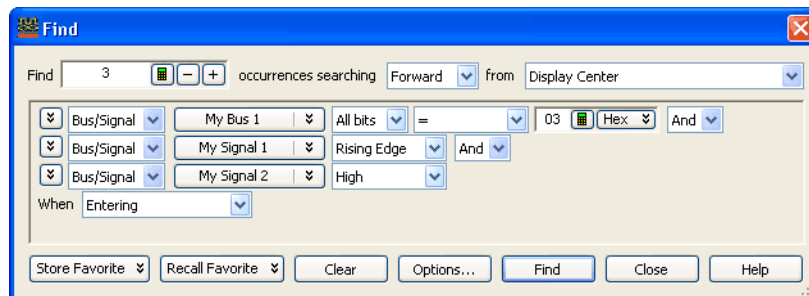 Find
Find 3 - + occurrences searching Forward from Display Center
Bus/Signal My Bus 1 All bits = 03 Hex And
Bus/Signal My Signal 1 Rising Edge And
Bus/Signal My Signal 2 High
When Entering
Store Favorite Recall Favorite Clear Options... Find Close Help